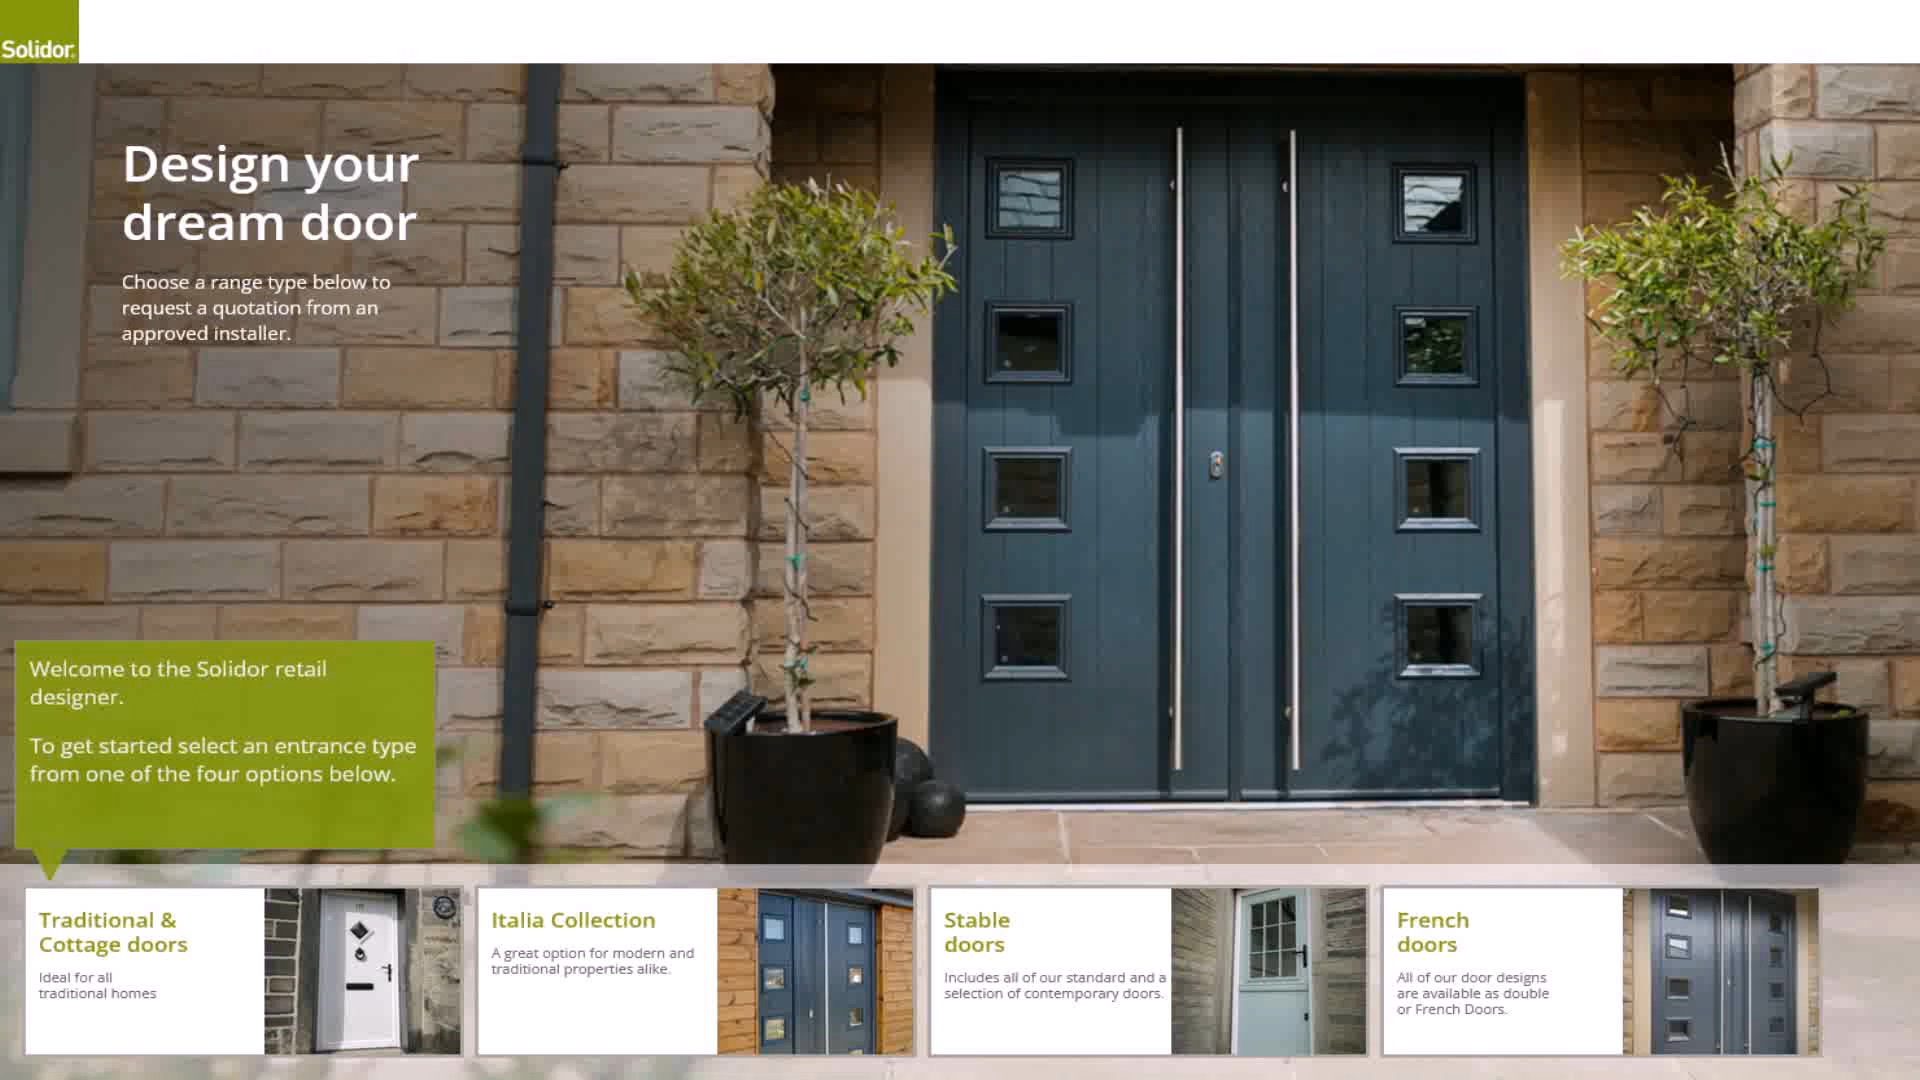 Solidor
Design your
dream door
Choose a range type below to
request a quotation from an
approved installer.
Welcome to the Solidor retail
designer.
To get started select an entrance type
from one of the four options below.
Traditional &
Cottage doors
Ideal for all
traditional homes
Italia Collection
A great option for modern and
traditional properties alike.
Stable
doors
Includes all of our standard and a
selection of contemporary doors.
French
doors
All of our door designs
are available as double
or French Doors.